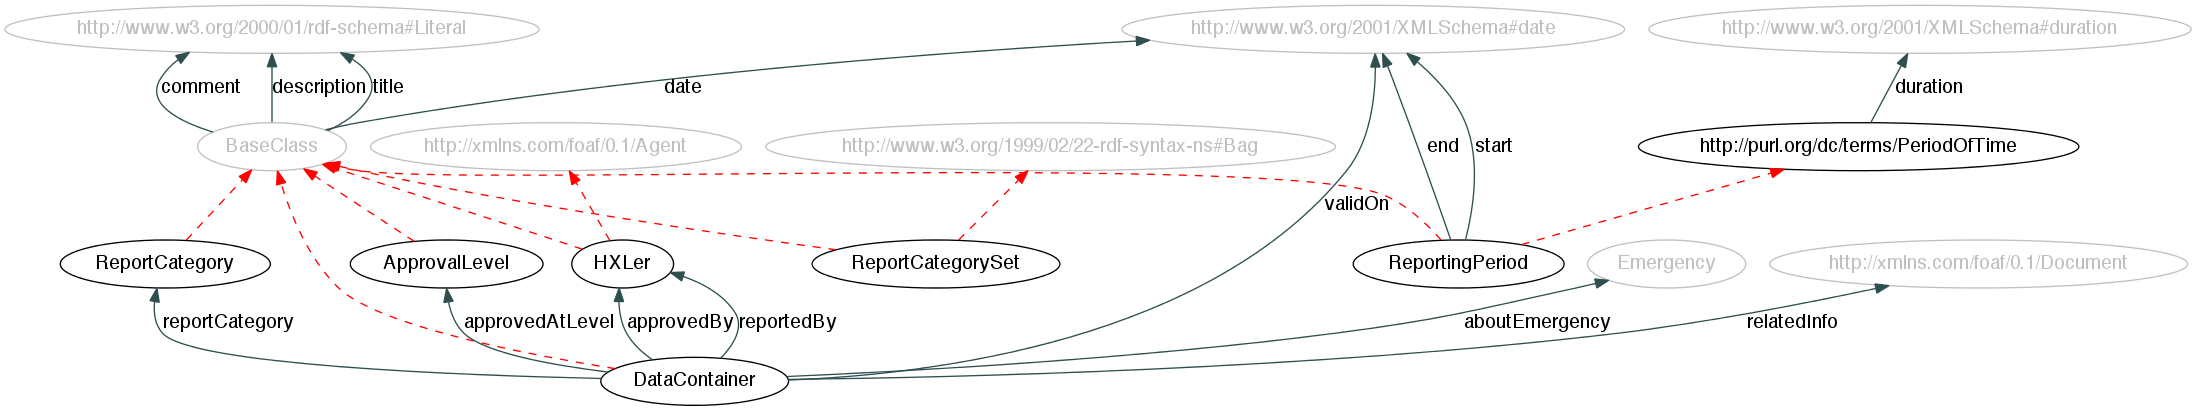 http://www.w3.org/2000/01/rdf-schema#Literal
http://www.w3.org/2001/XMLSchema#date
http://www.w3.org/2001/XMLSchema#duration
comment
description
title
date
end
start
duration
BaseClass
http://xmlns.com/foaf/0.1/Agent
http://www.w3.org/1999/02/22-rdf-syntax-ns#Bag
http://purl.org/dc/terms/PeriodOfTime
validOn
ReportCategory
ApprovalLevel
HXLer
ReportCategorySet
ReportingPeriod
Emergency
http://xmlns.com/foaf/0.1/Document
reportCategory
approvedAtLevel
approvedBy
reportedBy
aboutEmergency
relatedInfo
DataContainer